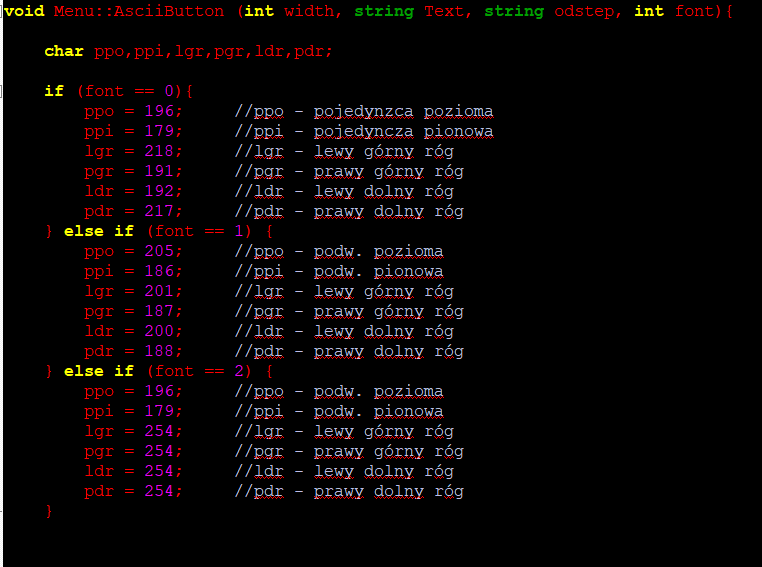 void Menu::AsciiButton (int width, string Text, string odstep, int font){
char ppo,ppi,lgr,pgr,ldr,pdr;
if (font == 0){
ppo = 196; //ppo - pojedynzca pozioma
ppi = 179; //ppi - pojedyncza pionowa
lgr = 218; //lgr - lewy górny róg
pgr = 191; //pgr - prawy górny róg
ldr = 192; //ldr - lewy dolny róg
pdr = 217; //pdr - prawy dolny róg
} else if (font == 1) {
ppo = 205; //ppo - podw. pozioma
ppi = 186; //ppi - podw. pionowa
lgr = 201; //lgr - lewy górny róg
pgr = 187; //pgr - prawy górny róg
ldr = 200; //ldr - lewy dolny róg
pdr = 188; //pdr - prawy dolny róg
} else if (font == 2) {
ppo = 196; //ppo - podw. pozioma
ppi = 179; //ppi - podw. pionowa
lgr = 254; //lgr - lewy górny róg
pgr = 254; //pgr - prawy górny róg
ldr = 254; //ldr - lewy dolny róg
pdr = 254; //pdr - prawy dolny róg
}